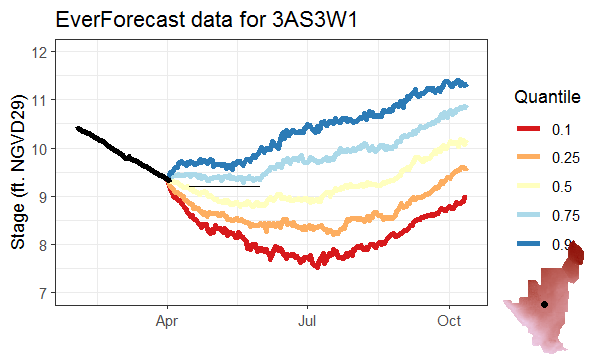 EverForecast data for 3AS3W1
Stage (ft. NGVD29)
12
11
10
9
8
7
Apr Jul Oct
Quantile
0.1
0.25
0.5
0.75
0.9